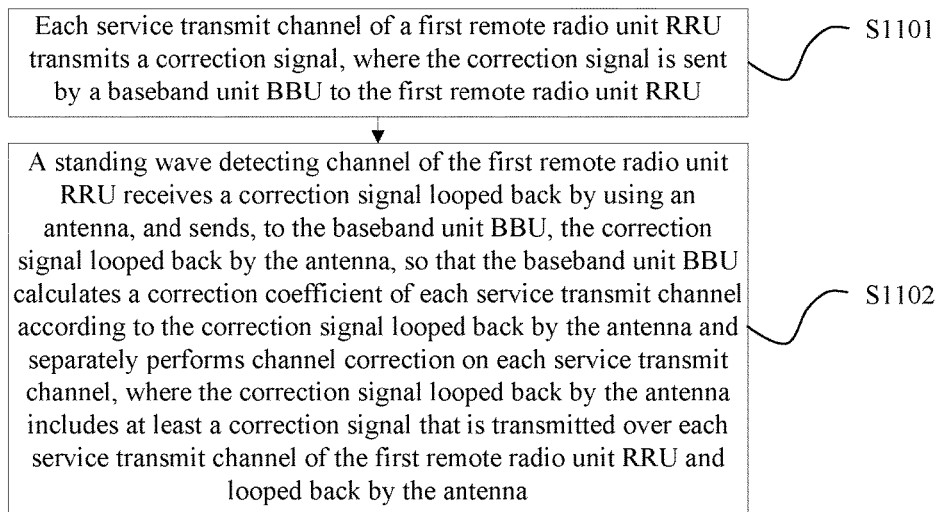 Each service transmit channel of a first remote radio unit RRU
transmits a correction signal, where the correction signal is sent
by a baseband unit BBU to the first remote radio unit RRU
S1101
A standing wave detecting channel of the first remote radio unit
RRU receives a correction signal looped back by using an
antenna, and sends, to the baseband unit BBU, the correction
signal looped back by the antenna, so that the baseband unit BBU
calculates a correction coefficient of each service transmit channel
according to the correction signal looped back by the antenna and
separately performs channel correction on each service transmit
channel, where the correction signal looped back by the antenna
includes at least a correction signal that is transmitted over each
service transmit channel of the first remote radio unit RRU and
looped back by the antenna
S1102